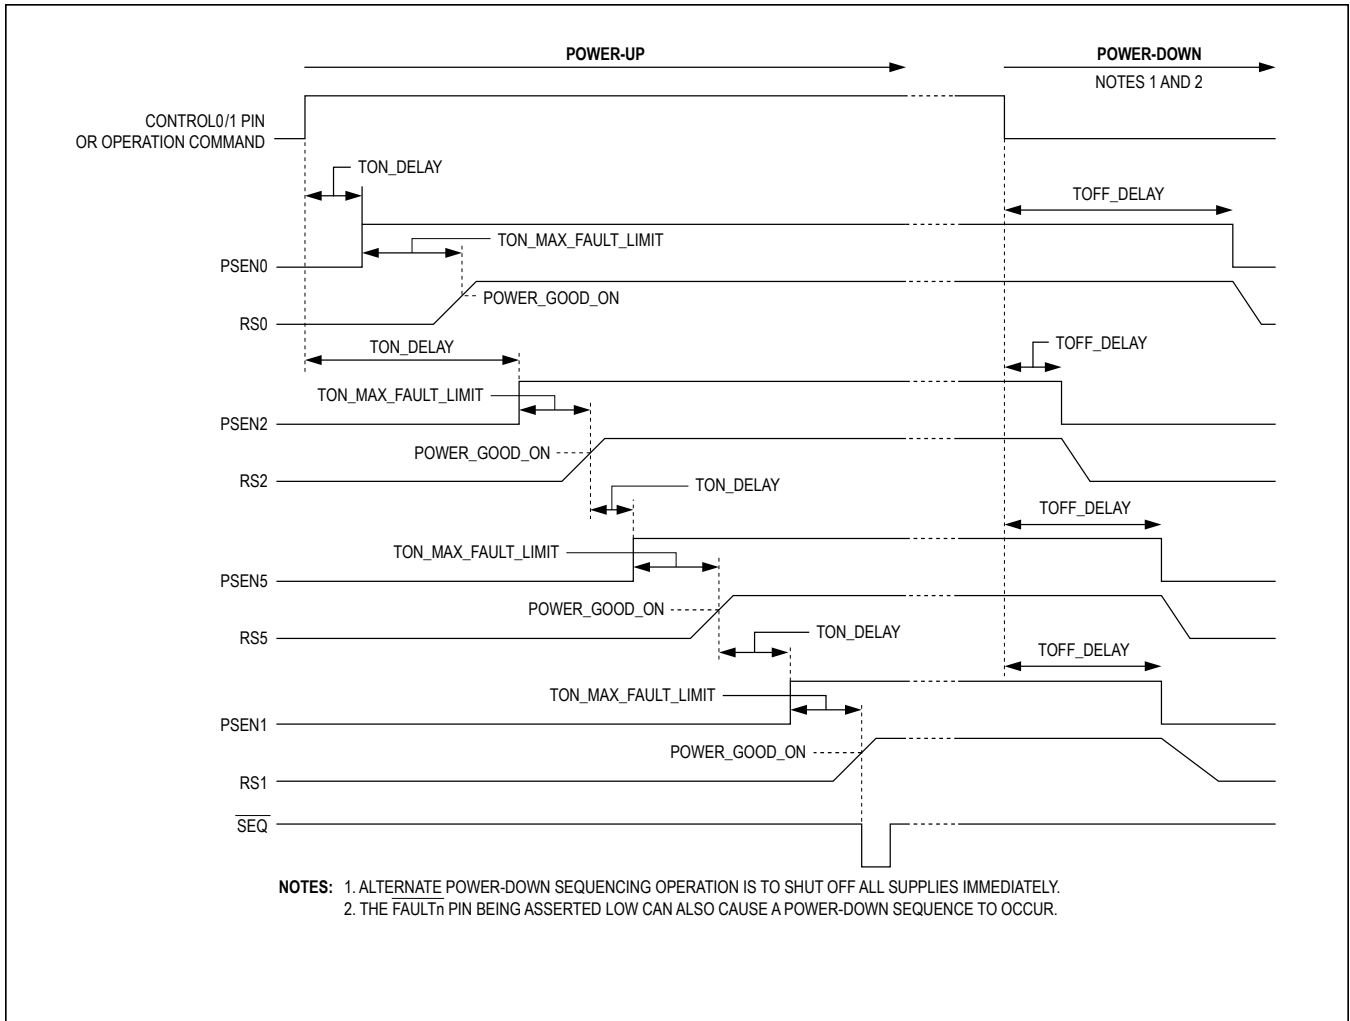 POWER-UP
POWER-DOWN
NOTES 1 AND 2
CONTROL0/1 PIN
OR OPERATION COMMAND
TON_DELAY
TOFF_DELAY
TON_MAX_FAULT_LIMIT
PSEN0
POWER_GOOD_ON
RS0
TON_DELAY
TOFF_DELAY
TON_MAX_FAULT_LIMIT
PSEN2
POWER_GOOD_ON
RS2
TON_DELAY
TOFF_DELAY
TON_MAX_FAULT_LIMIT
PSEN5
POWER_GOOD_ON
RS5
TON_DELAY
TOFF_DELAY
TON_MAX_FAULT_LIMIT
PSEN1
POWER_GOOD_ON
RS1
SEQ
NOTES: 1. ALTERNATE POWER-DOWN SEQUENCING OPERATION IS TO SHUT OFF ALL SUPPLIES IMMEDIATELY.
2. THE FAULTn PIN BEING ASSERTED LOW CAN ALSO CAUSE A POWER-DOWN SEQUENCE TO OCCUR.